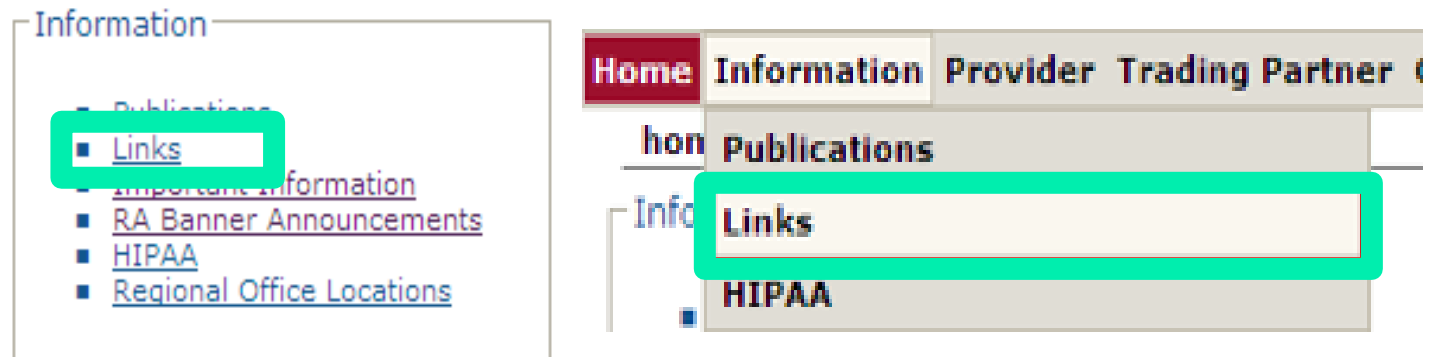 Information
Publications
Links
Important Information
RA Banner Announcements
HIPAA
Regional Office Locations
Home Information Provider Trading Partner
Publications
Links
HIPAA